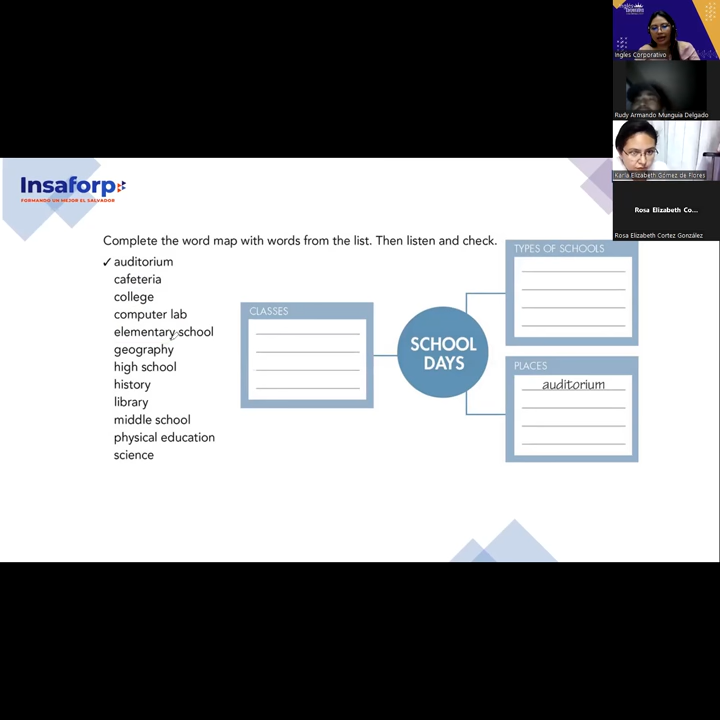 Inglés Corporativo
Rudy Armando Munguia Delgado
Karla Elizabeth Gómez de Flores
Rosa Elizabeth Co...
Rosa Elizabeth Cortez González
Insaforp
FORMANDO UN MEJOR EL SALVADOR
Complete the word map with words from the list. Then listen and check.
✓ auditorium
cafeteria
college
computer lab
elementary school
geography
high school
history
library
middle school
physical education
science
CLASSES
SCHOOL
DAYS
TYPES OF SCHOOLS
PLACES
auditorium